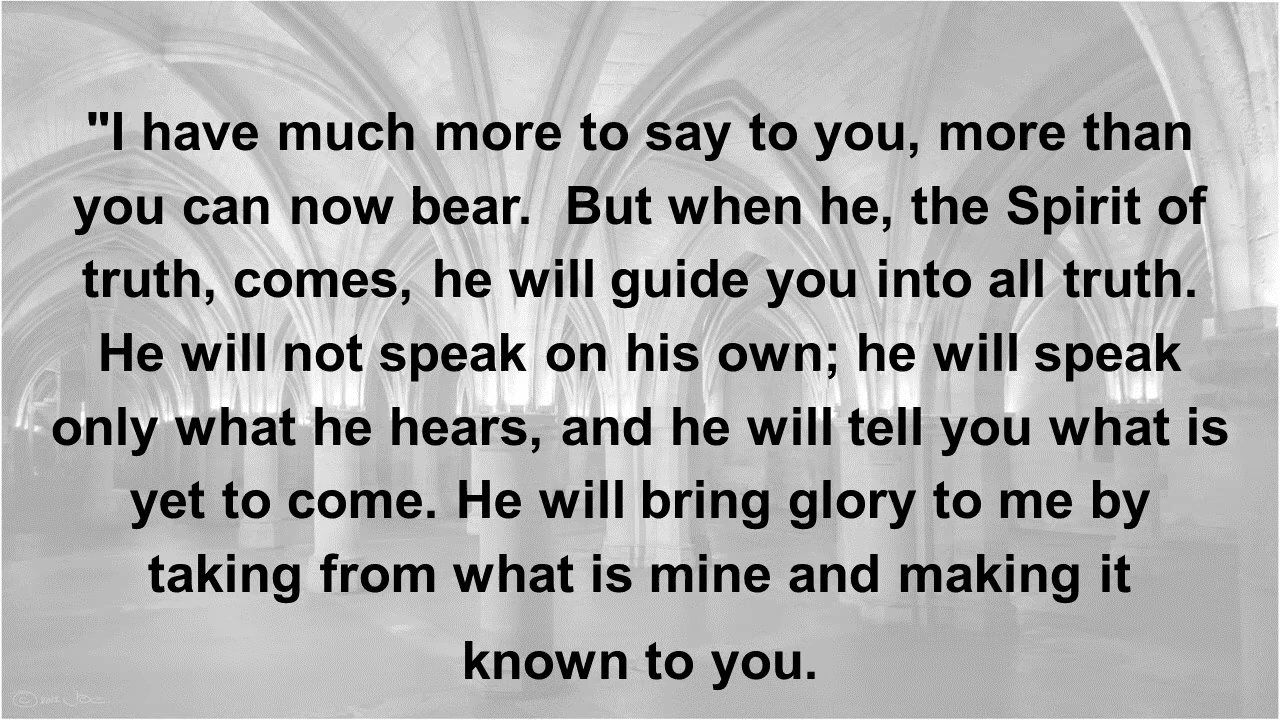 "I have much more to say to you, more than
you can now bear.  But when he, the Spirit of
truth, comes, he will guide you into all truth.
He will not speak on his own; he will speak
only what he hears, and he will tell you what is
yet to come. He will bring glory to me by
taking from what is mine and making it
known to you.